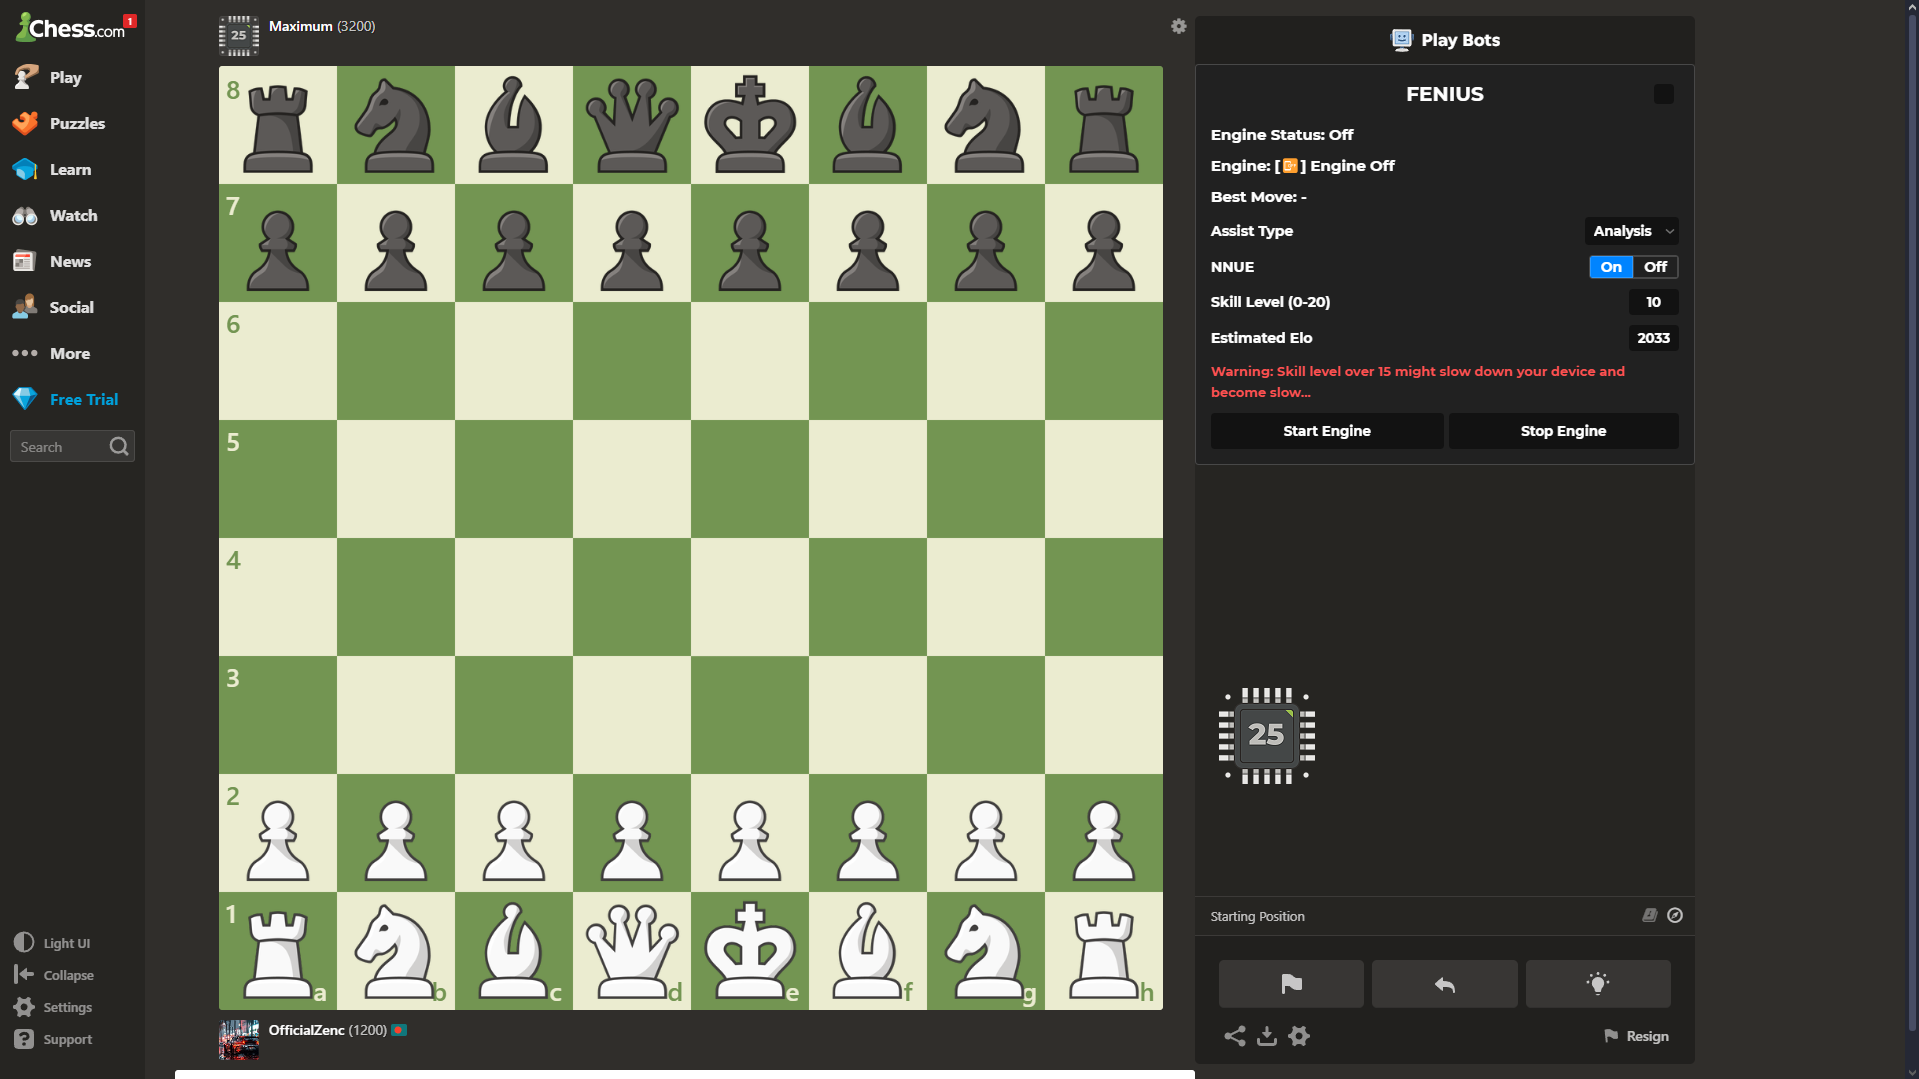 Chess.com
1
Play
Puzzles
Learn
Watch
News
Social
More
Free Trial
Search
Light UI
Collapse
Settings
Support
25
Maximum (3200)
8
7
6
5
4
3
2
1
a b c d e f g h
OfficialZenc (1200)
Play Bots
FENIUS
Engine Status: Off
Engine: [ ] Engine Off
Best Move: -
Assist Type Analysis
NNUE On Off
Skill Level (0-20) 10
Estimated Elo 2033
Warning: Skill level over 15 might slow down your device and
become slow...
Start Engine Stop Engine
25
Starting Position
Resign